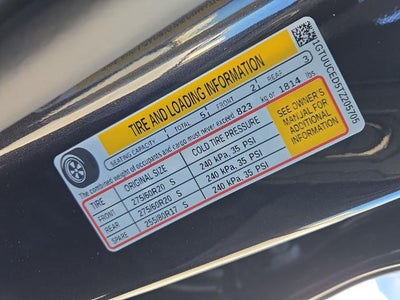 TIRE AND LOADING INFORMATION
SEATING CAPACITY | TOTAL 5 | FRONT 2 | REAR 3
The combined weight of occupants and cargo must never exceed 823 kg or 1814 lbs
TIRE ORIGINAL SIZE COLD TIRE PRESSURE
FRONT 275/60R20 S 240 kPa, 35 PSI
REAR 275/60R20 S 240 kPa, 35 PSI
SPARE 255/80R17 S 240 kPa, 35 PSI
SEE OWNER'S
MANUAL FOR
ADDITIONAL
INFORMATION
1GTUUCED5TZ205705